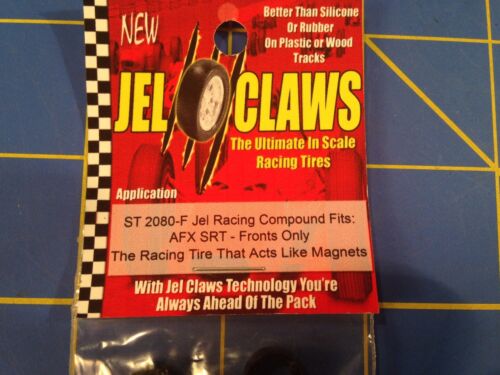 NEW
Better Than Silicone
Or Rubber
On Plastic or Wood
Tracks
JEL CLAWS
The Ultimate In Scale
Racing Tires
Application
ST 2080-F Jel Racing Compound Fits:
AFX SRT - Fronts Only
The Racing Tire That Acts Like Magnets
With Jel Claws Technology You're
Always Ahead Of The Pack